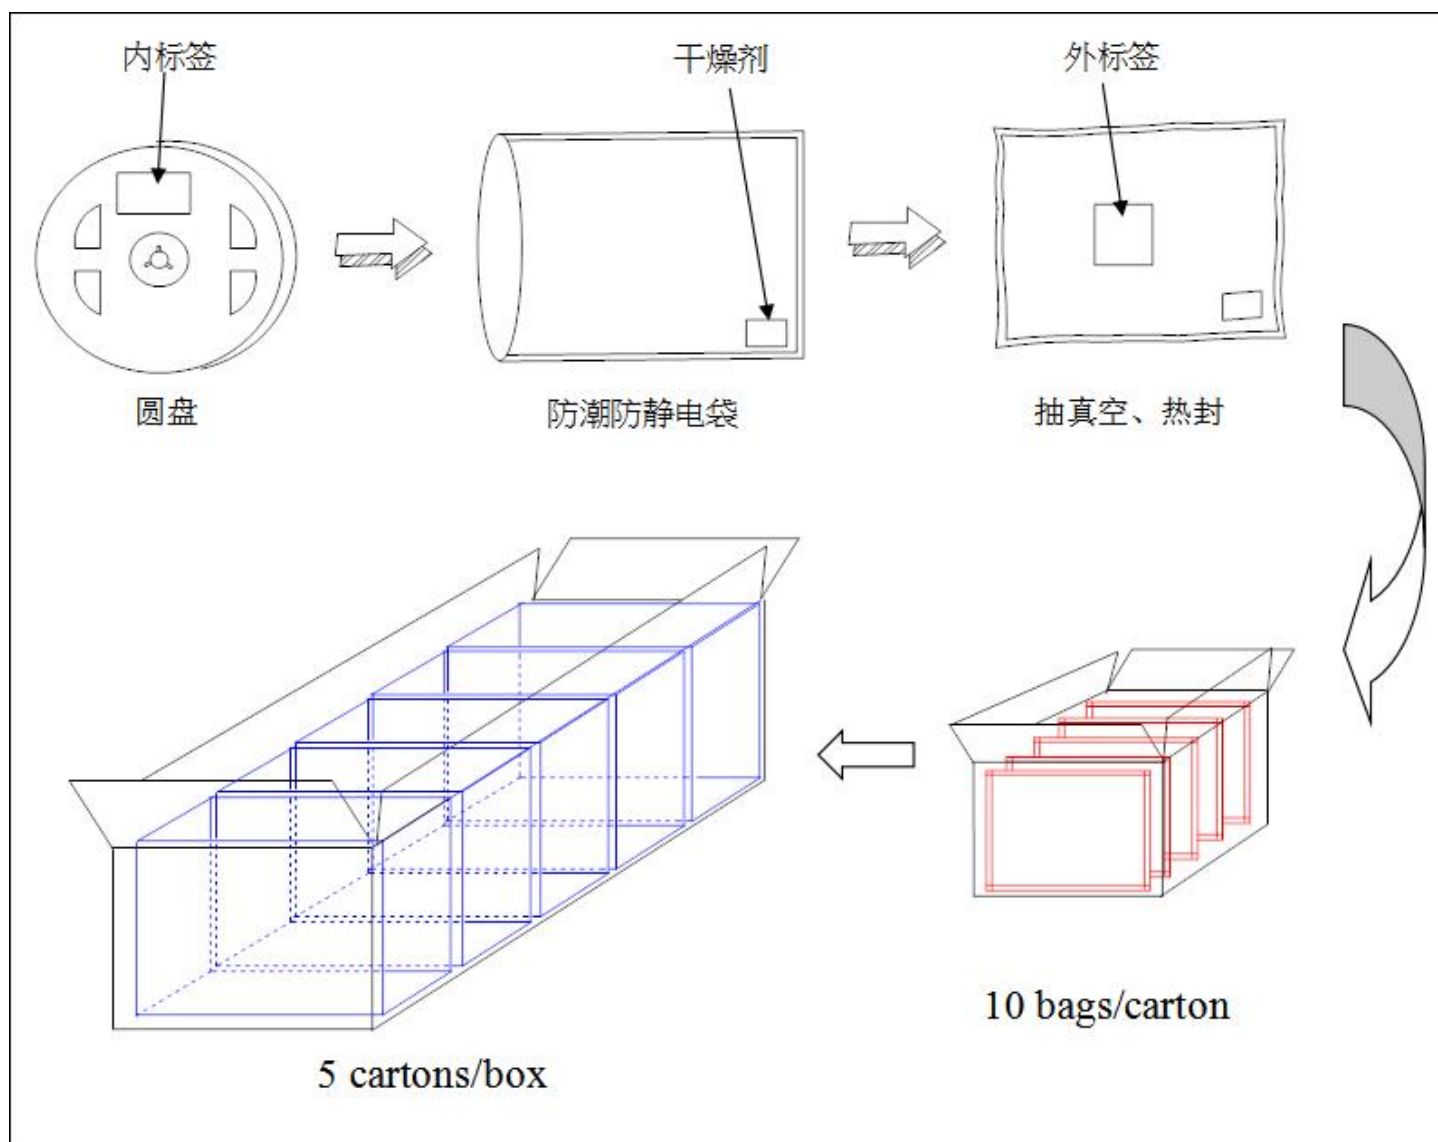 内标签
干燥剂
外标签
圆盘
防潮防静电袋
抽真空、热封
10 bags/carton
5 cartons/box